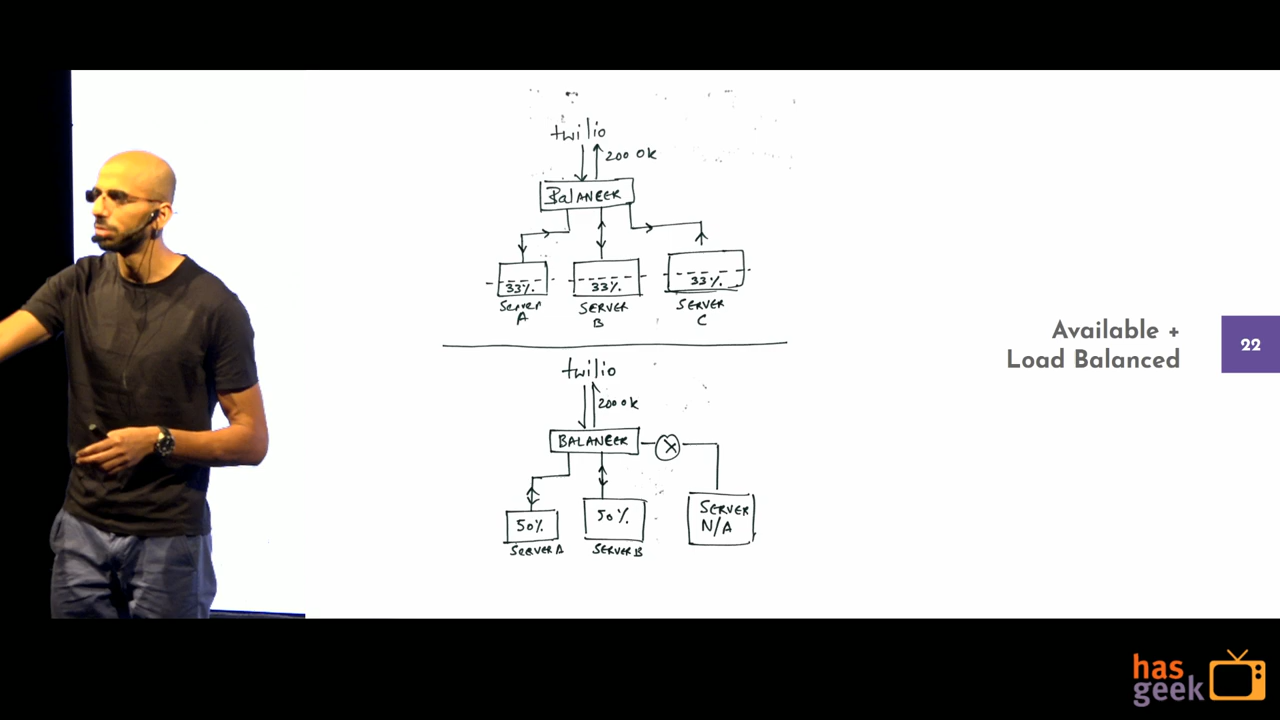 twilio
200 OK
BALANCER
33%
33%
33%
SERVER
A
SERVER
B
SERVER
C
twilio
200 OK
BALANCER
50%
50%
SERVER
N/A
SERVER A
SERVER B
Available +
Load Balanced
22
has
geek